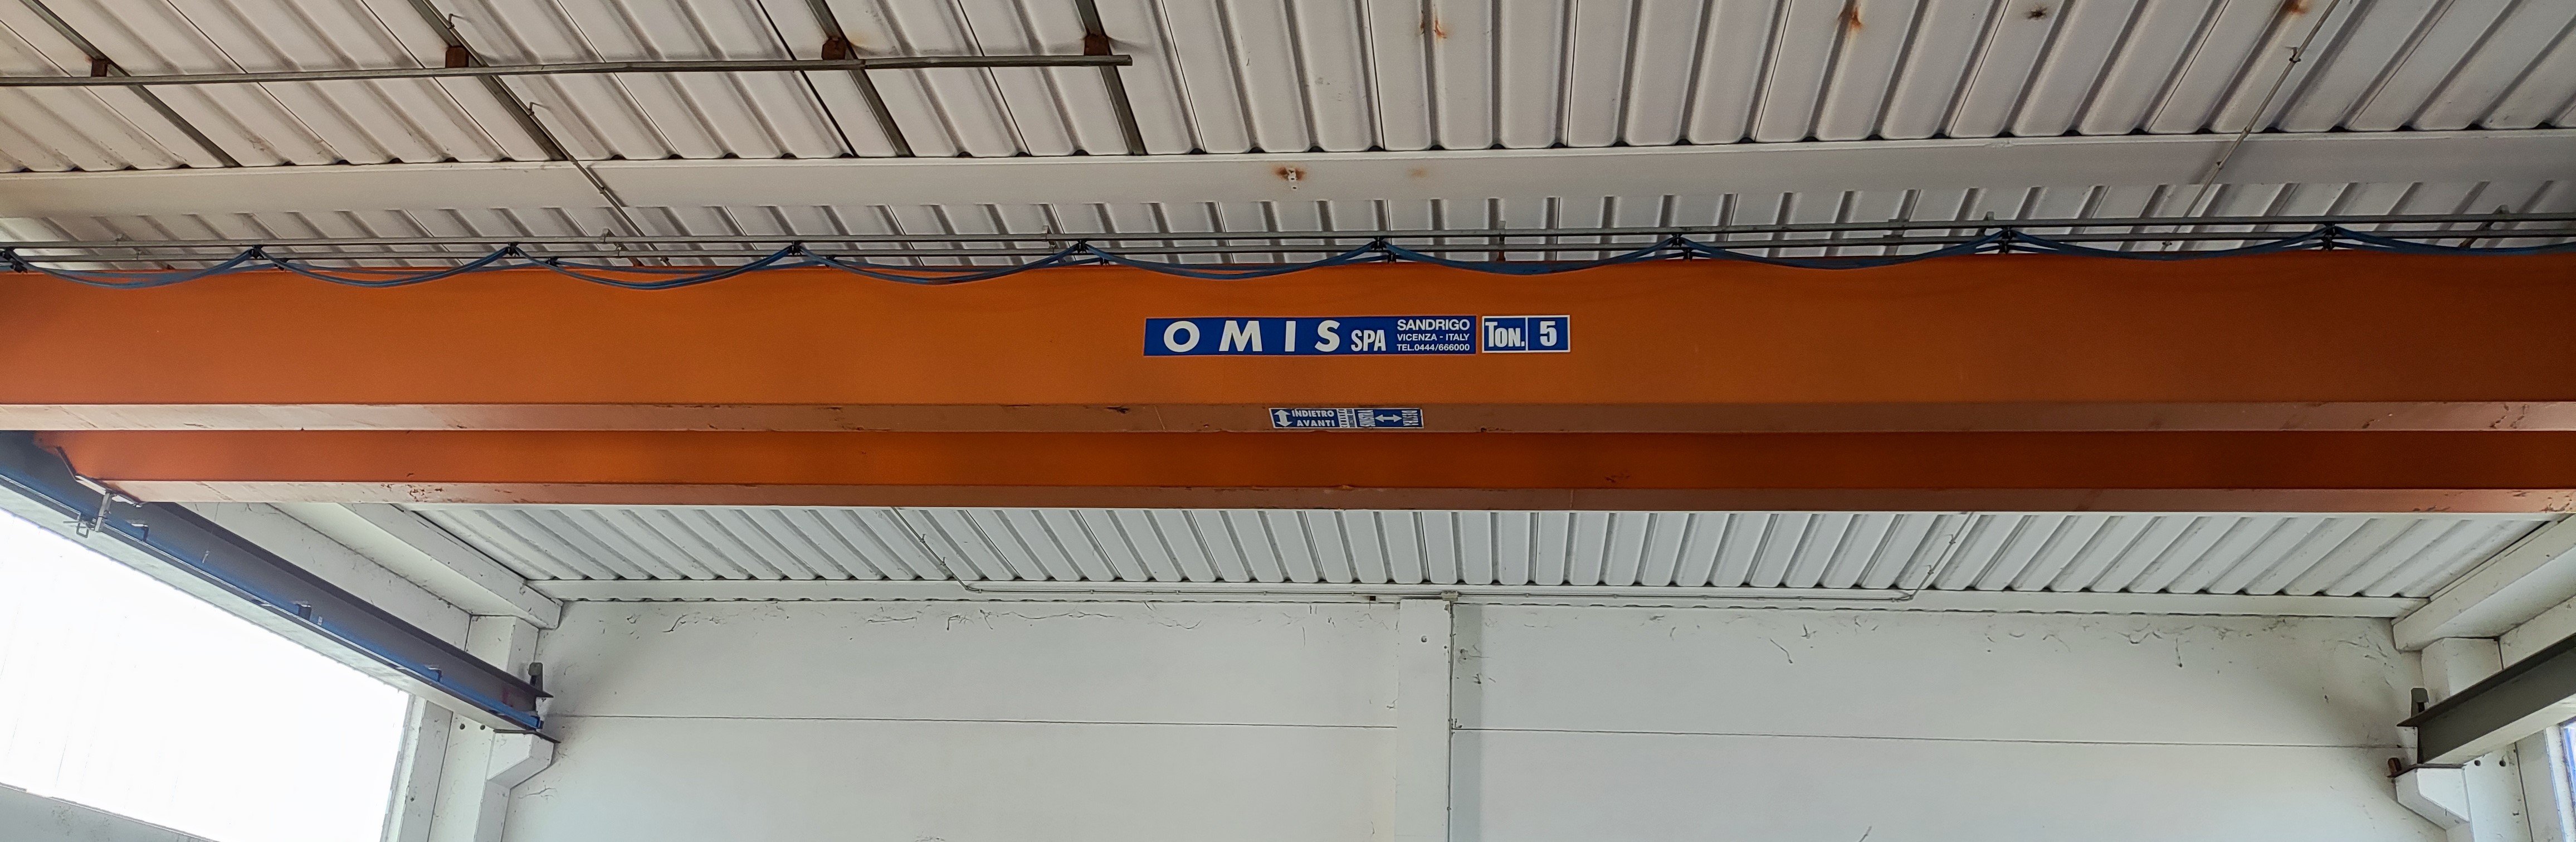 OMIS SPA
SANDRIGO
VICENZA - ITALY
TEL.0444/666000
TON. 5
INDIETRO
AVANTI